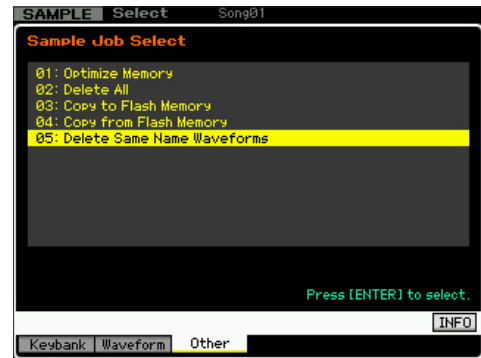 SAMPLE Select Song01
Sample Job Select
01: Optimize Memory
02: Delete All
03: Copy to Flash Memory
04: Copy from Flash Memory
05: Delete Same Name Waveforms
Press [ENTER] to select.
INFO
Keybank Waveform Other